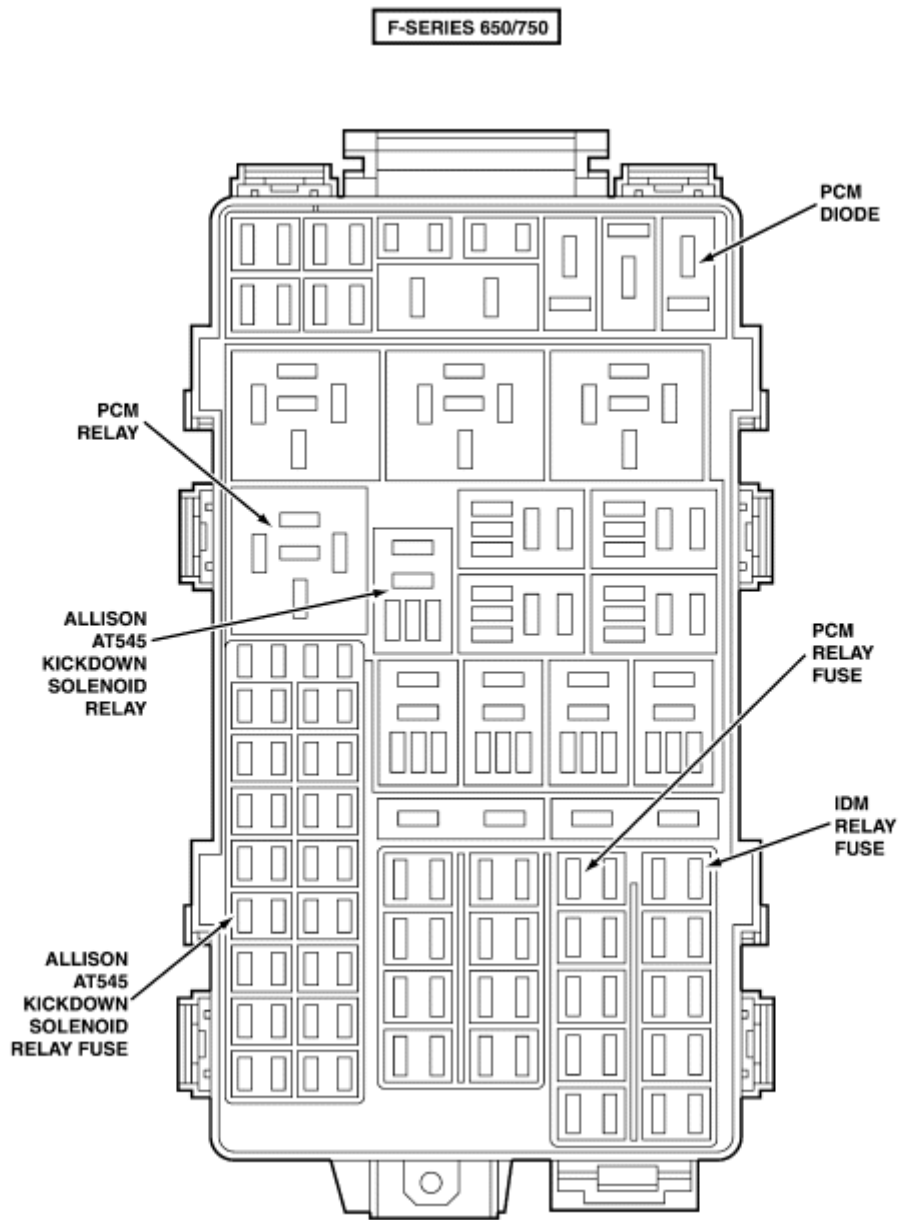 F-SERIES 650/750
PCM
DIODE
PCM
RELAY
ALLISON
AT545
KICKDOWN
SOLENOID
RELAY
PCM
RELAY
FUSE
IDM
RELAY
FUSE
ALLISON
AT545
KICKDOWN
SOLENOID
RELAY FUSE